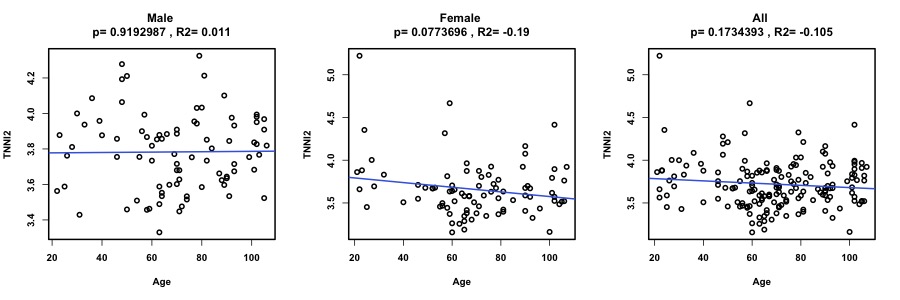 Male
p= 0.9192987 , R2= 0.011
TNNI2
4.2
4.0
3.8
3.6
3.4
20 40 60 80 100
Age
Female
p= 0.0773696 , R2= -0.19
TNNI2
5.0
4.5
4.0
3.5
20 40 60 80 100
Age
All
p= 0.1734393 , R2= -0.105
TNNI2
5.0
4.5
4.0
3.5
20 40 60 80 100
Age